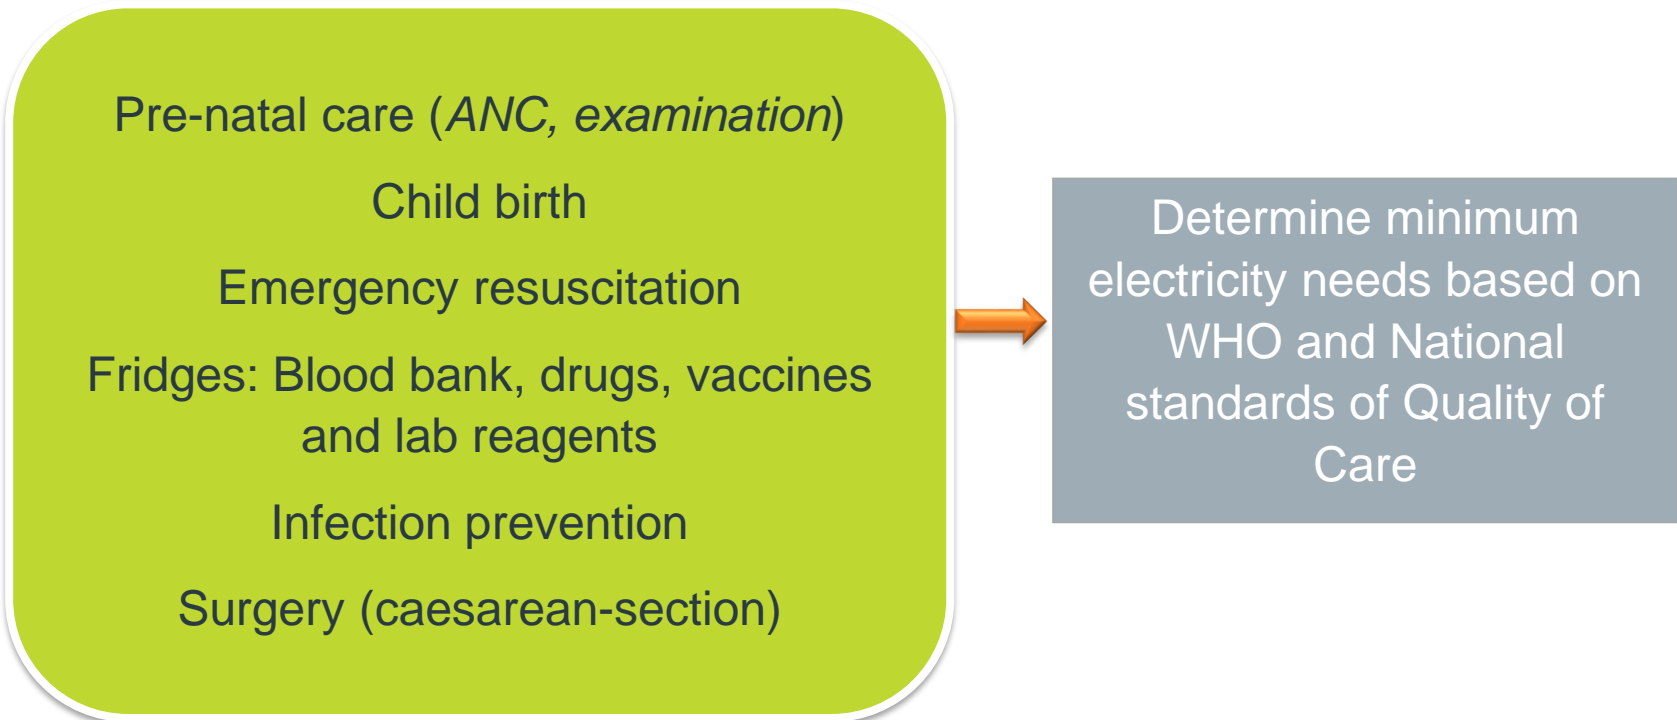 Pre-natal care (ANC, examination)
Child birth
Emergency resuscitation
Fridges: Blood bank, drugs, vaccines
and lab reagents
Infection prevention
Surgery (caesarean-section)
Determine minimum
electricity needs based on
WHO and National
standards of Quality of
Care